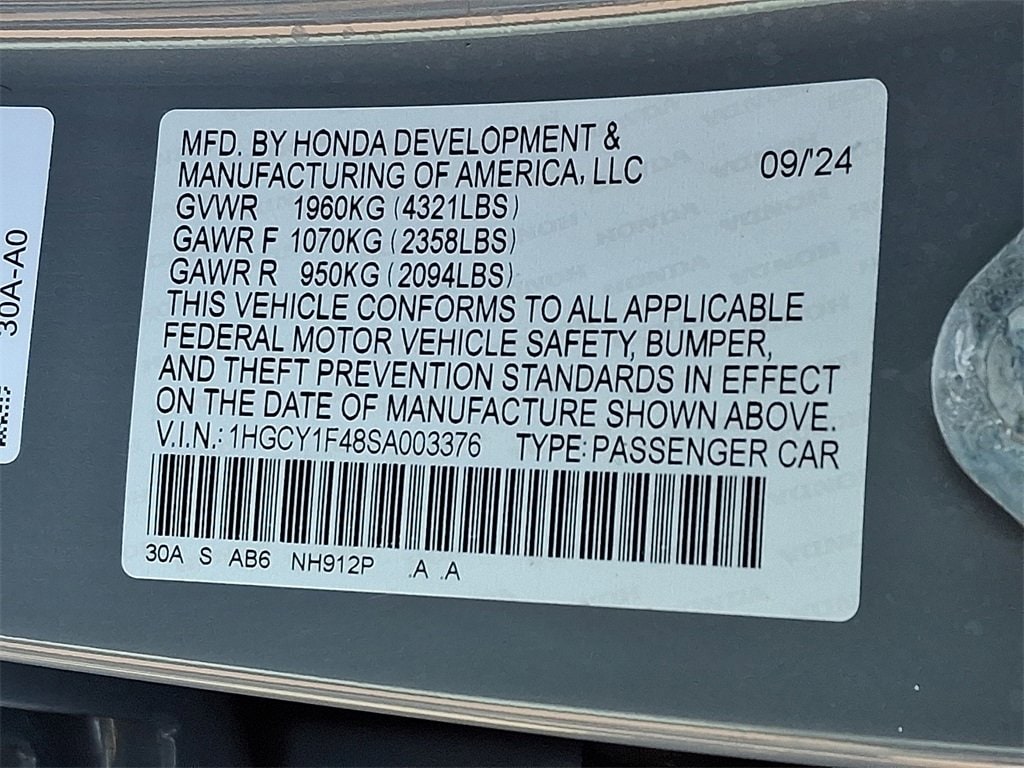 MFD. BY HONDA DEVELOPMENT &
MANUFACTURING OF AMERICA, LLC 09/'24
GVWR 1960KG (4321LBS)
GAWR F 1070KG (2358LBS)
GAWR R 950KG (2094LBS)
THIS VEHICLE CONFORMS TO ALL APPLICABLE
FEDERAL MOTOR VEHICLE SAFETY, BUMPER,
AND THEFT PREVENTION STANDARDS IN EFFECT
ON THE DATE OF MANUFACTURE SHOWN ABOVE.
V.I.N.: 1HGCY1F48SA003376 TYPE: PASSENGER CAR
30A S AB6 NH912P .A .A
30A-A0